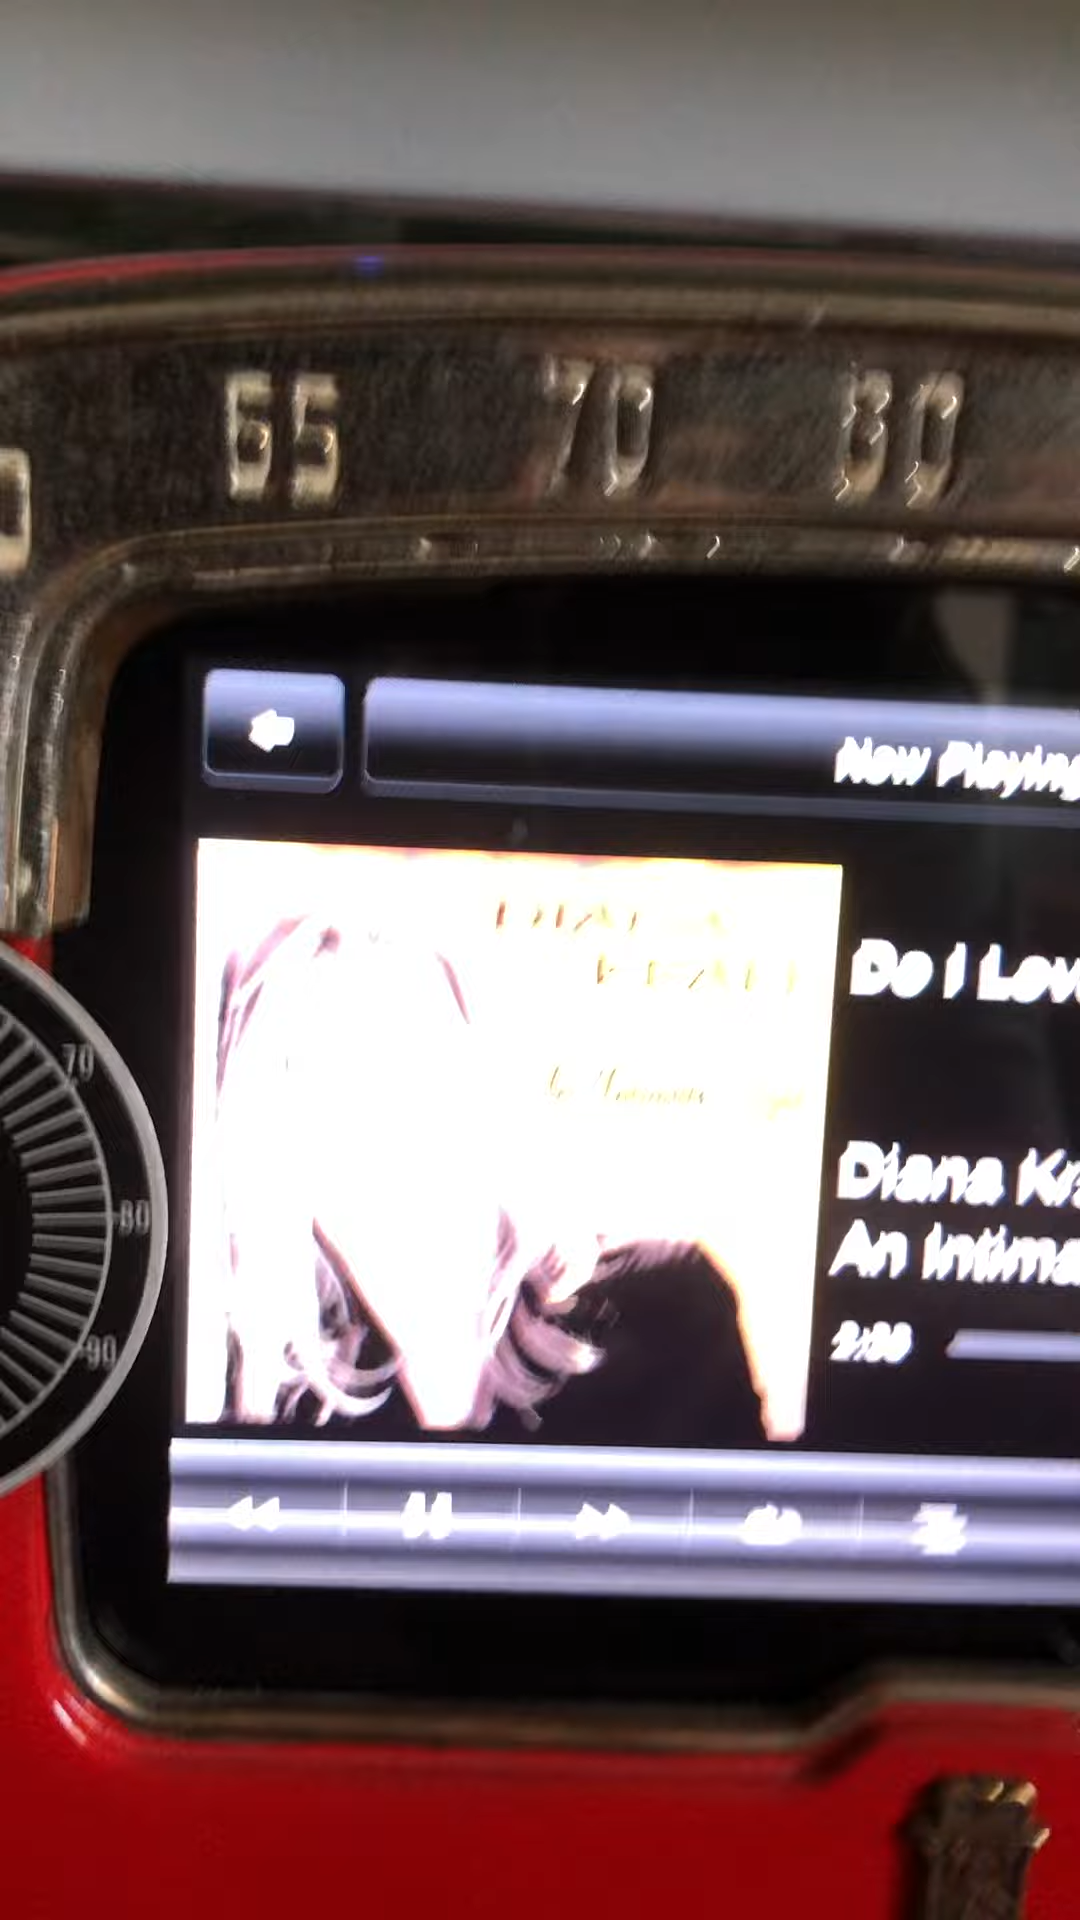 65 70 80
Now Playing
DIANA
KRALL
Do I Lov
70
80
Diana Kr
An Intima
90